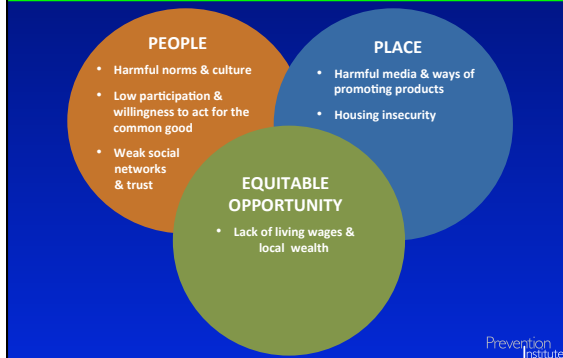 PEOPLE
• Harmful norms & culture
• Low participation &
willingness to act for the
common good
• Weak social
networks
& trust
PLACE
• Harmful media & ways of
promoting products
• Housing insecurity
EQUITABLE
OPPORTUNITY
• Lack of living wages &
local wealth
Prevention
Institute